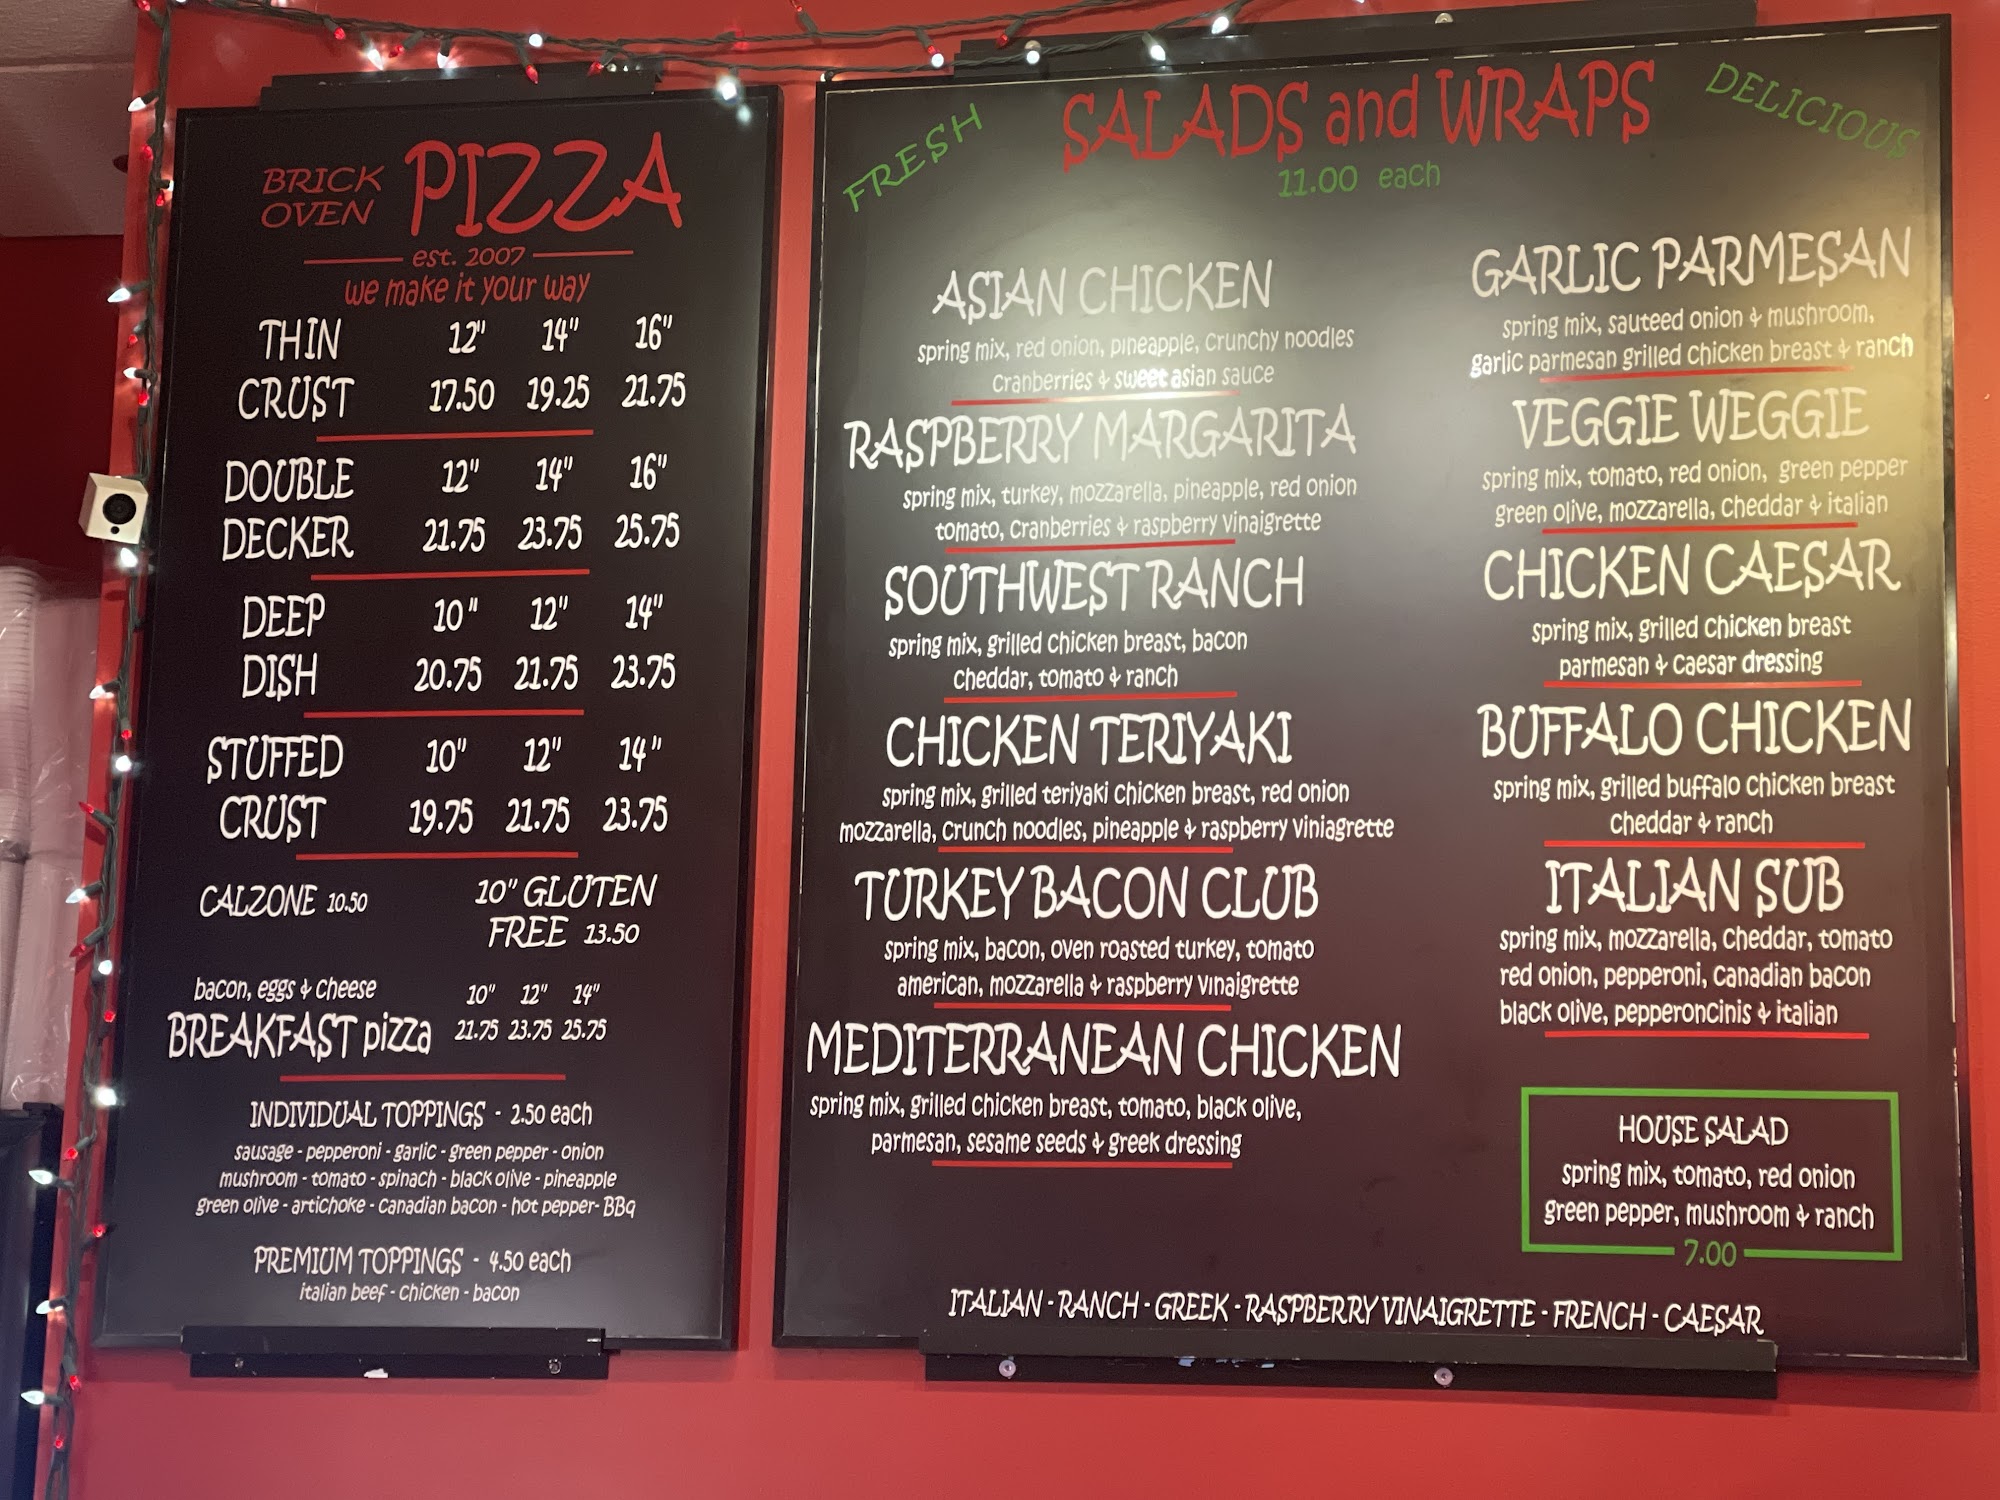 BRICK OVEN PIZZA
est. 2007
we make it your way
THIN CRUST
12" 14" 16"
17.50 19.25 21.75
DOUBLE DECKER
12" 14" 16"
21.75 23.75 25.75
DEEP DISH
10" 12" 14"
20.75 21.75 23.75
STUFFED CRUST
10" 12" 14"
19.75 21.75 23.75
CALZONE 10.50
10" GLUTEN
FREE 13.50
bacon, eggs & cheese
BREAKFAST pizza
10" 12" 14"
21.75 23.75 25.75
INDIVIDUAL TOPPINGS - 2.50 each
sausage - pepperoni - garlic - green pepper - onion
mushroom - tomato - spinach - black olive - pineapple
green olive - artichoke - canadian bacon - hot pepper- BBq
PREMIUM TOPPINGS - 4.50 each
italian beef - chicken - bacon
FRESH
SALADS and WRAPS
DELICIOUS
11.00 each
ASIAN CHICKEN
spring mix, red onion, pineapple, crunchy noodles
cranberries & sweet asian sauce
RASPBERRY MARGARITA
spring mix, turkey, mozzarella, pineapple, red onion
tomato, cranberries & raspberry vinaigrette
SOUTHWEST RANCH
spring mix, grilled chicken breast, bacon
cheddar, tomato & ranch
CHICKEN TERIYAKI
spring mix, grilled teriyaki chicken breast, red onion
mozzarella, crunch noodles, pineapple & raspberry viniagrette
TURKEY BACON CLUB
spring mix, bacon, oven roasted turkey, tomato
american, mozzarella & raspberry vinaigrette
MEDITERRANEAN CHICKEN
spring mix, grilled chicken breast, tomato, black olive,
parmesan, sesame seeds & greek dressing
GARLIC PARMESAN
spring mix, sauteed onion & mushroom,
garlic parmesan grilled chicken breast & ranch
VEGGIE WEGGIE
spring mix, tomato, red onion, green pepper
green olive, mozzarella, cheddar & italian
CHICKEN CAESAR
spring mix, grilled chicken breast
parmesan & caesar dressing
BUFFALO CHICKEN
spring mix, grilled buffalo chicken breast
cheddar & ranch
ITALIAN SUB
spring mix, mozzarella, cheddar, tomato
red onion, pepperoni, canadian bacon
black olive, pepperoncinis & italian
HOUSE SALAD
spring mix, tomato, red onion
green pepper, mushroom & ranch
7.00
ITALIAN - RANCH - GREEK - RASPBERRY VINAIGRETTE - FRENCH - CAESAR